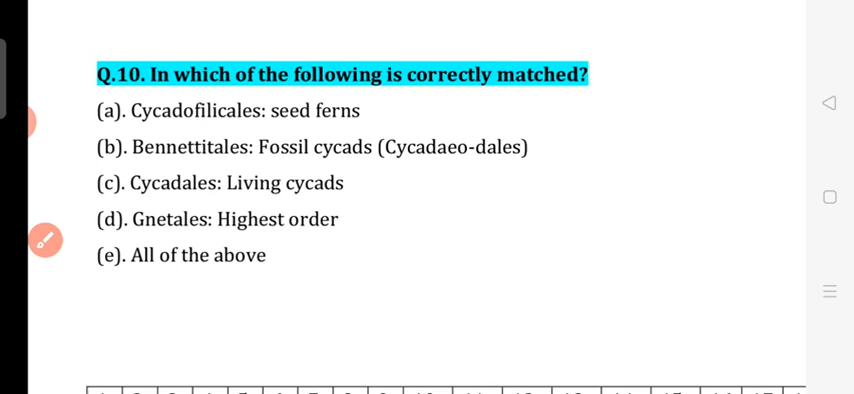 Q.10. In which of the following is correctly matched?
(a). Cycadofilicales: seed ferns
(b). Bennettitales: Fossil cycads (Cycadaeo-dales)
(c). Cycadales: Living cycads
(d). Gnetales: Highest order
(e). All of the above